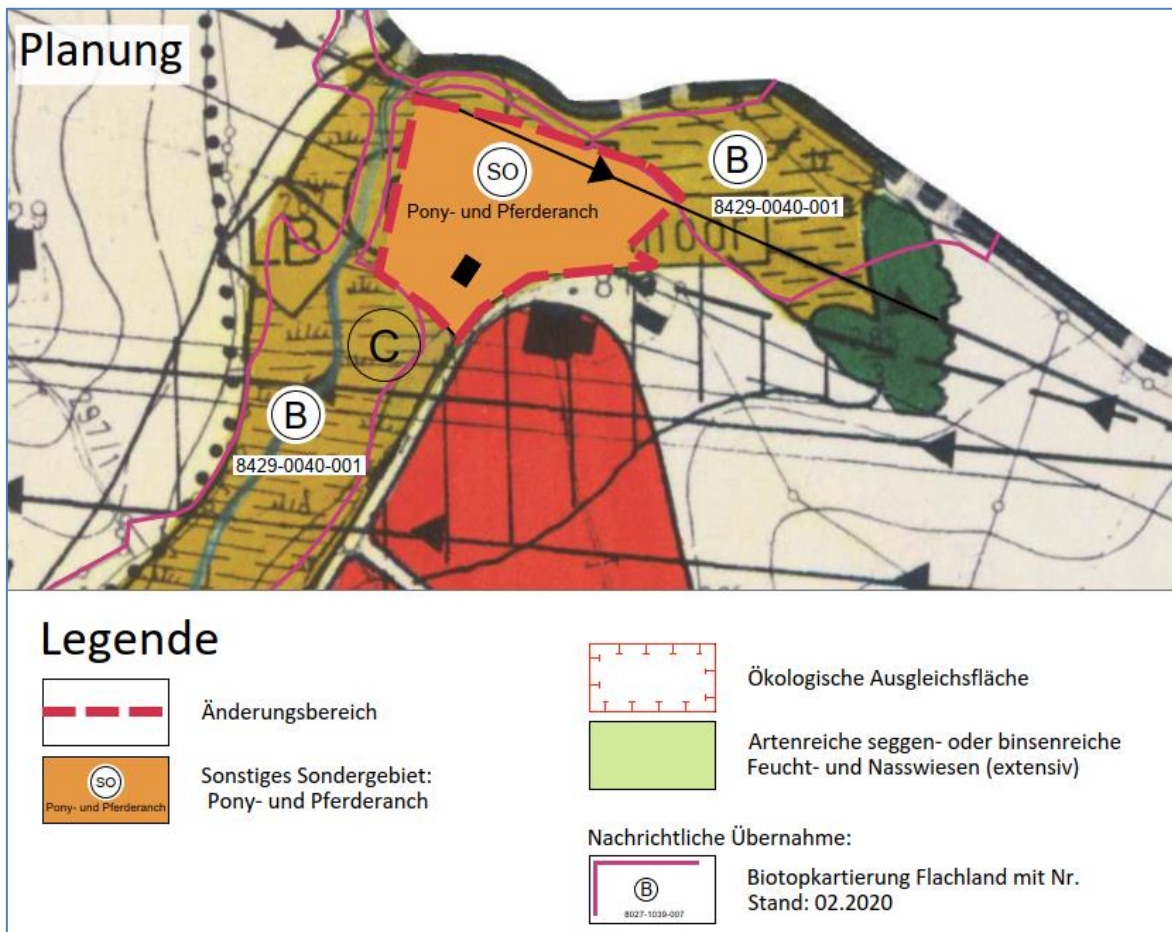 Planung
SO
Pony- und Pferderanch
B
8429-0040-001
LB
moor
C
B
8429-0040-001
Legende
Änderungsbereich
SO
Pony- und Pferderanch
Sonstiges Sondergebiet:
Pony- und Pferderanch
Ökologische Ausgleichsfläche
Artenreiche seggen- oder binsenreiche
Feucht- und Nasswiesen (extensiv)
Nachrichtliche Übernahme:
B
8027-1039-007
Biotopkartierung Flachland mit Nr.
Stand: 02.2020